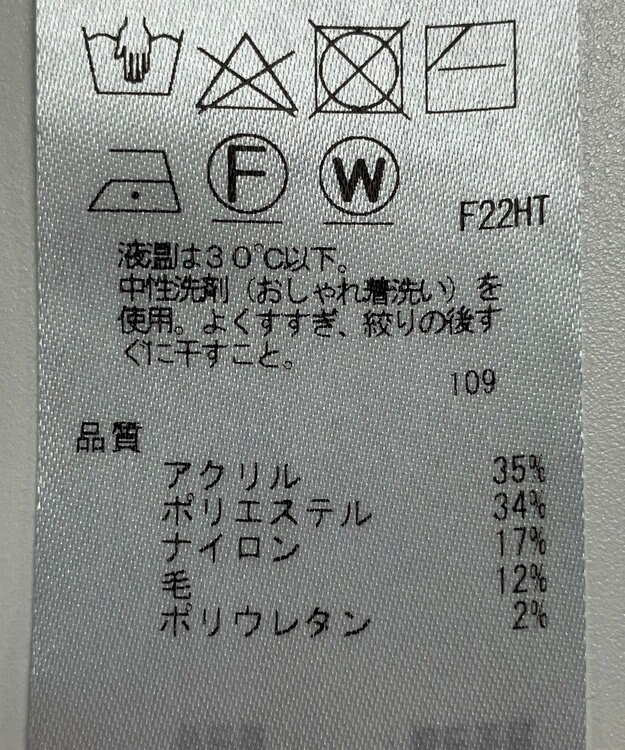 F W
F22HT
液温は30℃以下。
中性洗剤(おしゃれ着洗い)を
使用。よくすすぎ、絞りの後す
ぐに干すこと。
109
品質
アクリル 35%
ポリエステル 34%
ナイロン 17%
毛 12%
ポリウレタン 2%